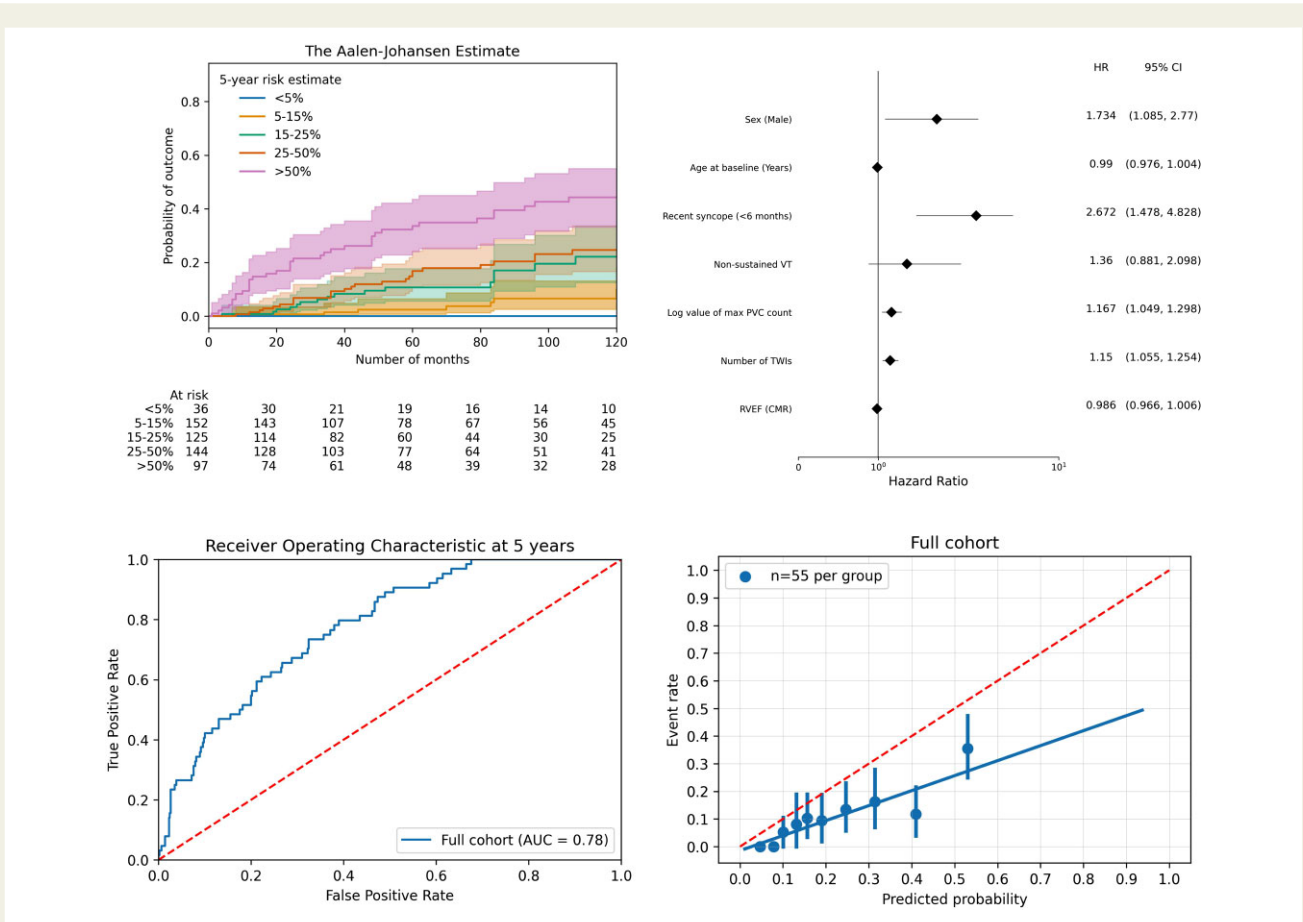 The Aalen-Johansen Estimate
5-year risk estimate
<5%
5-15%
15-25%
25-50%
>50%
Probability of outcome
0.8
0.6
0.4
0.2
0.0
0 20 40 60 80 100 120
Number of months
At risk
<5% 36 30 21 19 16 14 10
5-15% 152 143 107 78 67 56 45
15-25% 125 114 82 60 44 30 25
25-50% 144 128 103 77 64 51 41
>50% 97 74 61 48 39 32 28
HR 95% CI
Sex (Male) 1.734 (1.085, 2.77)
Age at baseline (Years) 0.99 (0.976, 1.004)
Recent syncope (<6 months) 2.672 (1.478, 4.828)
Non-sustained VT 1.36 (0.881, 2.098)
Log value of max PVC count 1.167 (1.049, 1.298)
Number of TWIs 1.15 (1.055, 1.254)
RVEF (CMR) 0.986 (0.966, 1.006)
0 10⁰ 10¹
Hazard Ratio
Receiver Operating Characteristic at 5 years
True Positive Rate
1.0
0.8
0.6
0.4
0.2
0.0
0.0 0.2 0.4 0.6 0.8 1.0
False Positive Rate
Full cohort (AUC = 0.78)
Full cohort
n=55 per group
Event rate
1.0
0.9
0.8
0.7
0.6
0.5
0.4
0.3
0.2
0.1
0.0
0.0 0.1 0.2 0.3 0.4 0.5 0.6 0.7 0.8 0.9 1.0
Predicted probability